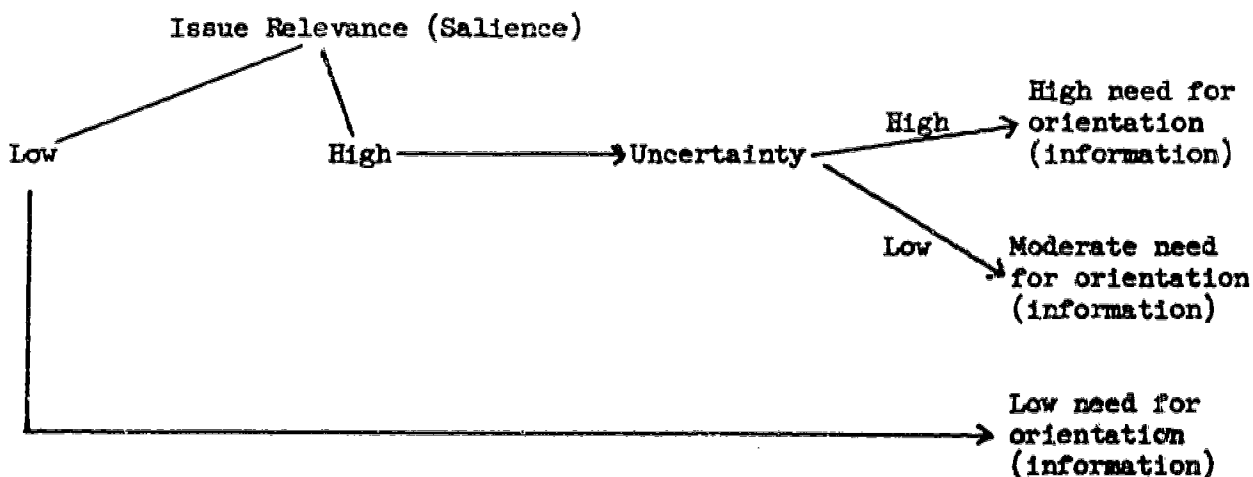 Issue Relevance (Salience)
Low
High
Uncertainty
High
High need for
orientation
(information)
Low
Moderate need
for orientation
(information)
Low need for
orientation
(information)